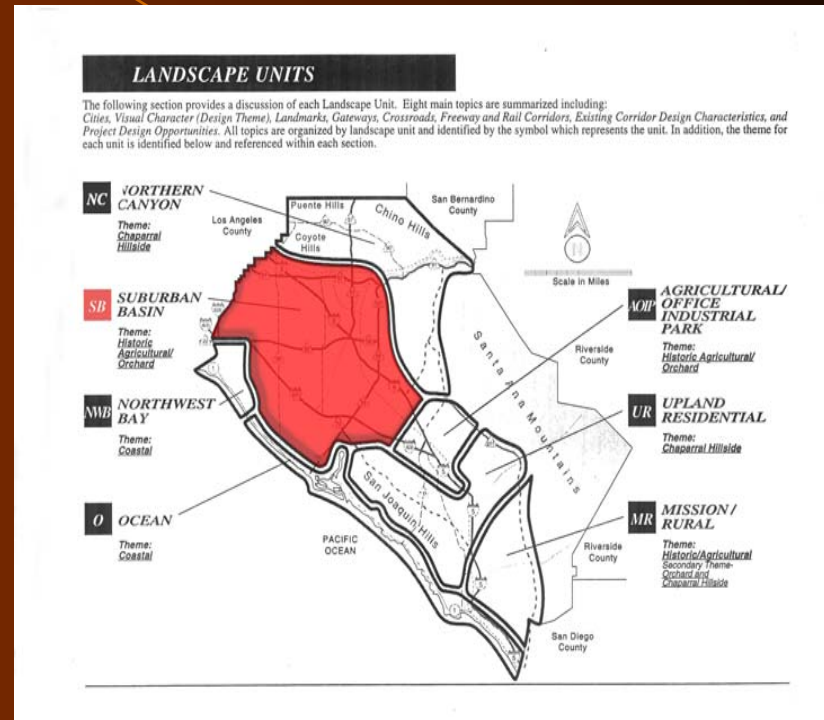 LANDSCAPE UNITS
The following section provides a discussion of each Landscape Unit. Eight main topics are summarized including:
Cities, Visual Character (Design Theme), Landmarks, Gateways, Crossroads, Freeway and Rail Corridors, Existing Corridor Design Characteristics, and
Project Design Opportunities. All topics are organized by landscape unit and identified by the symbol which represents the unit. In addition, the theme for
each unit is identified below and referenced within each section.
NC
NORTHERN
CANYON
Theme:
Chaparral
Hillside
Los Angeles
County
Puente Hills
Chino Hills
Coyote
Hills
San Bernardino
County
N
Scale in Miles
SB
SUBURBAN
BASIN
Theme:
Historic
Agricultural/
Orchard
AOIP
AGRICULTURAL/
OFFICE
INDUSTRIAL
PARK
Theme:
Historic Agricultural/
Orchard
Riverside
County
Santa Ana Mountains
NWB
NORTHWEST
BAY
Theme:
Coastal
UR
UPLAND
RESIDENTIAL
Theme:
Chaparral Hillside
San Joaquin Hills
O
OCEAN
Theme:
Coastal
PACIFIC
OCEAN
MR
MISSION/
RURAL
Theme:
Historic/Agricultural
Secondary Theme-
Orchard and
Chaparral Hillside
Riverside
County
San Diego
County
1
1
5
5
5
5